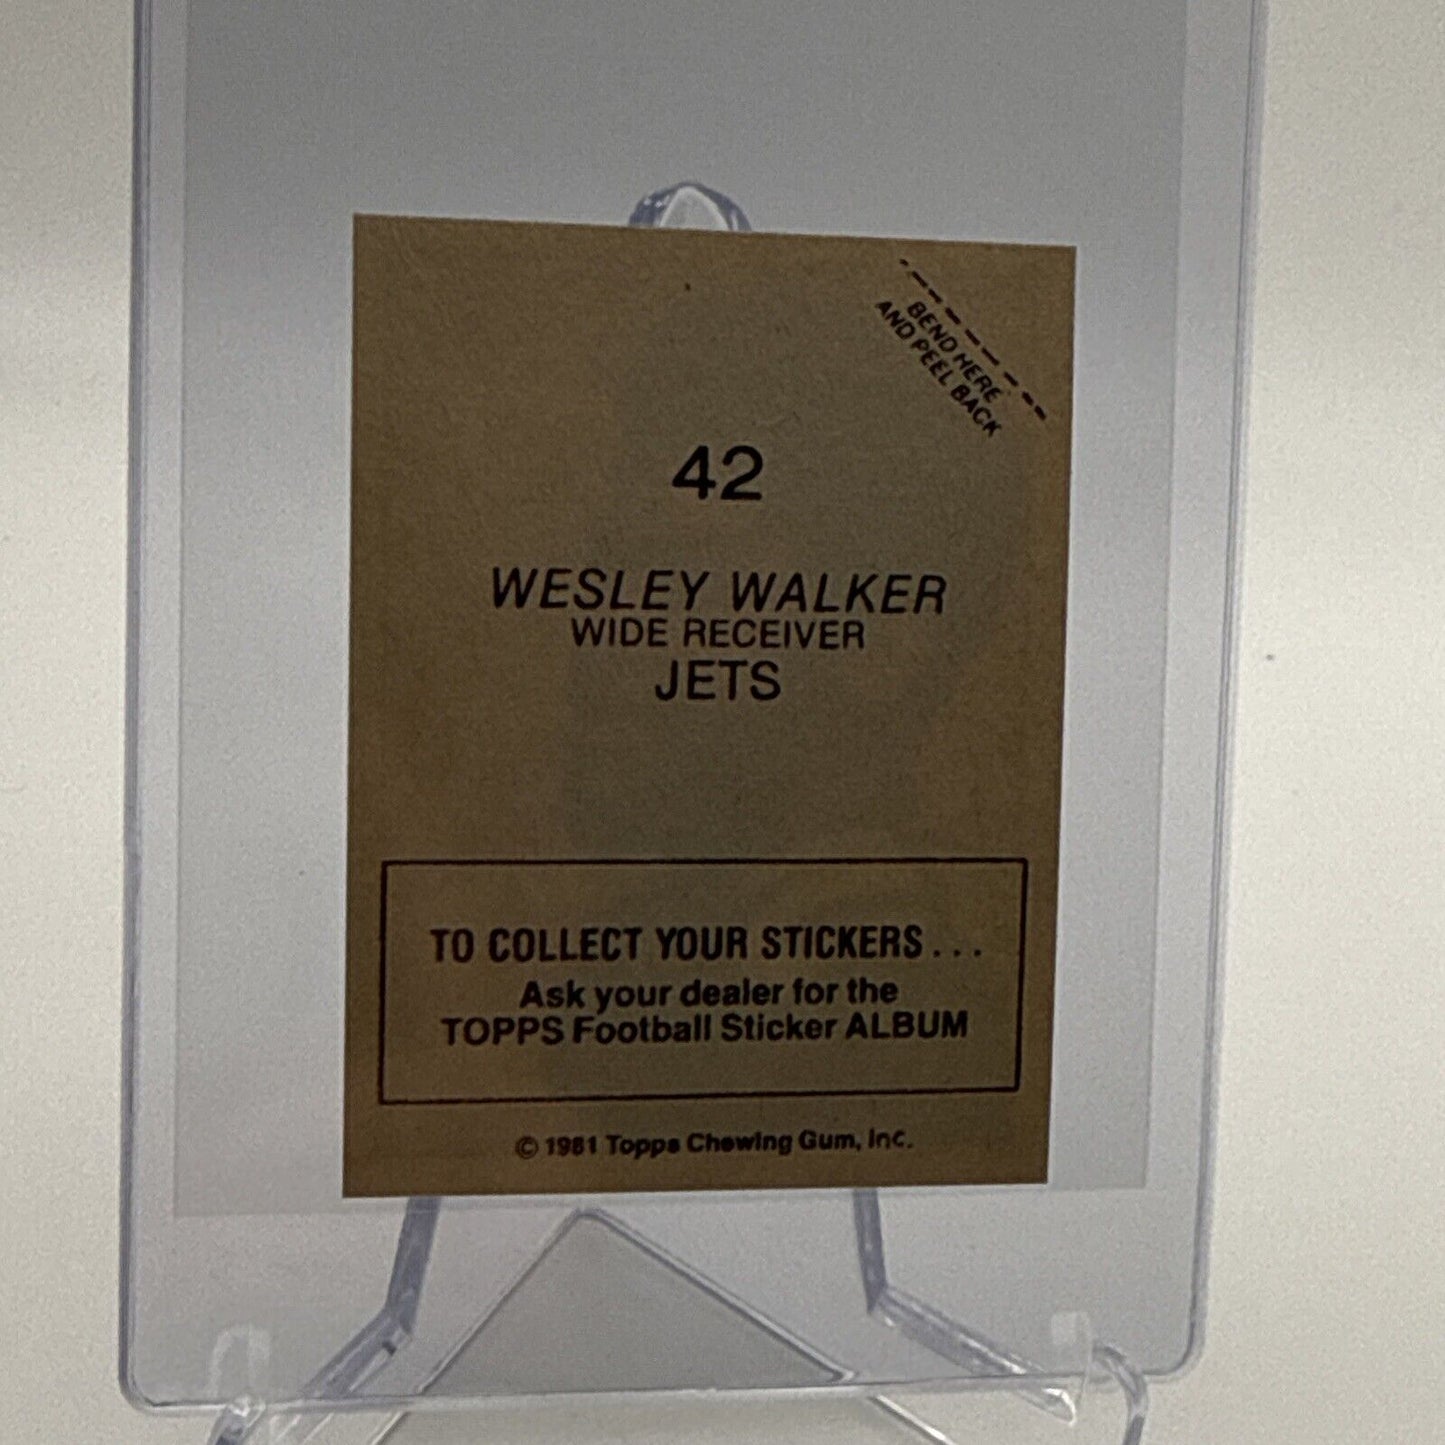 BEND HERE
AND PEEL BACK
42
WESLEY WALKER
WIDE RECEIVER
JETS
TO COLLECT YOUR STICKERS...
Ask your dealer for the
TOPPS Football Sticker ALBUM
© 1981 Topps Chewing Gum, Inc.